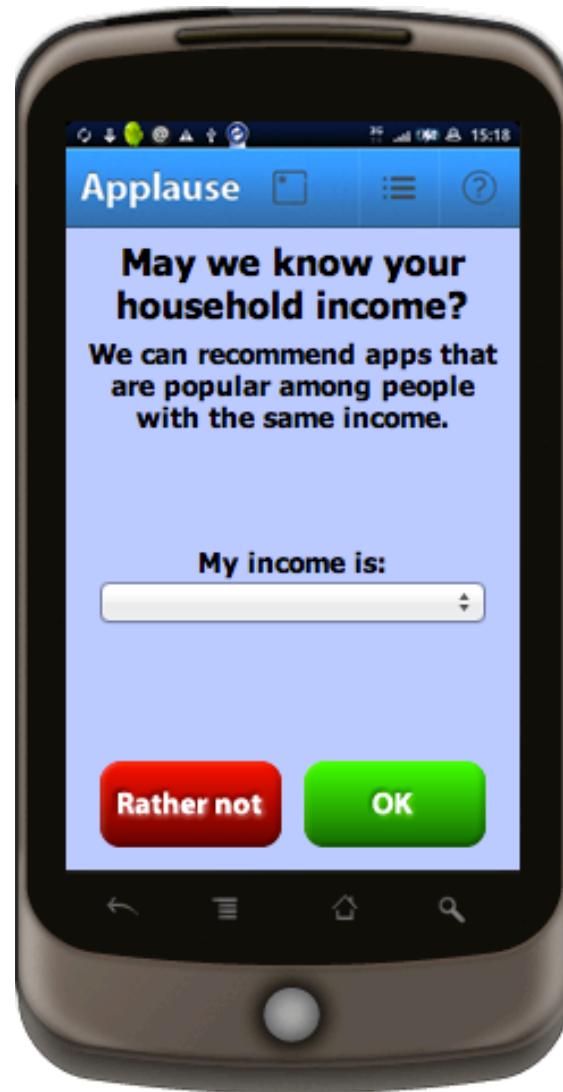 15:18
Applause
May we know your
household income?
We can recommend apps that
are popular among people
with the same income.
My income is:
Rather not OK